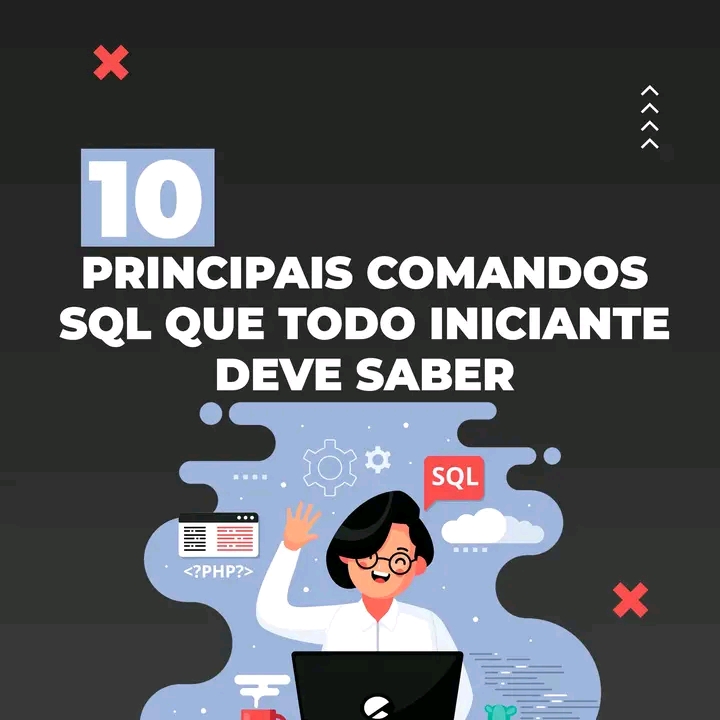 10
PRINCIPAIS COMANDOS
SQL QUE TODO INICIANTE
DEVE SABER
SQL
<?PHP?>